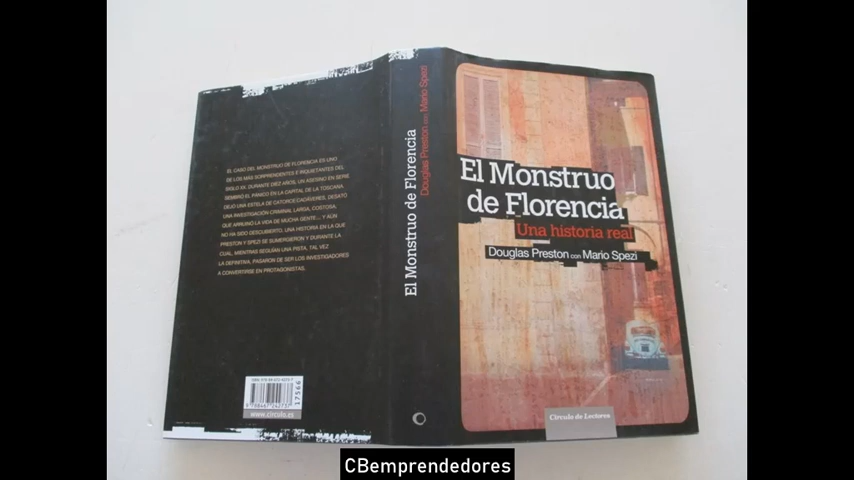 EL CASO DEL MONSTRUO DE FLORENCIA ES UNO
DE LOS MÁS SORPRENDENTES E INQUIETANTES DEL
SIGLO XX. DURANTE DIEZ AÑOS, UN ASESINO EN SERIE
SEMBRÓ EL PÁNICO EN LA CAPITAL DE LA TOSCANA.
DEJÓ UNA ESTELA DE CATORCE CADÁVERES, DESATÓ
UNA INVESTIGACIÓN CRIMINAL LARGA, COSTOSA,
QUE ARRUINÓ LA VIDA DE MUCHA GENTE... Y AÚN
NO HA SIDO DESCUBIERTO. UNA HISTORIA EN LA QUE
PRESTON Y SPEZI SE SUMERGIERON Y DURANTE LA
CUAL, MIENTRAS SEGUÍAN UNA PISTA, TAL VEZ
LA DEFINITIVA, PASARON DE SER LOS INVESTIGADORES
A CONVERTIRSE EN PROTAGONISTAS.
17566
www.circulo.es
El Monstruo de Florencia
Douglas Preston con Mario Spezi
El Monstruo
de Florencia
Una historia real
Douglas Preston con Mario Spezi
Círculo de Lectores
CBemprendedores